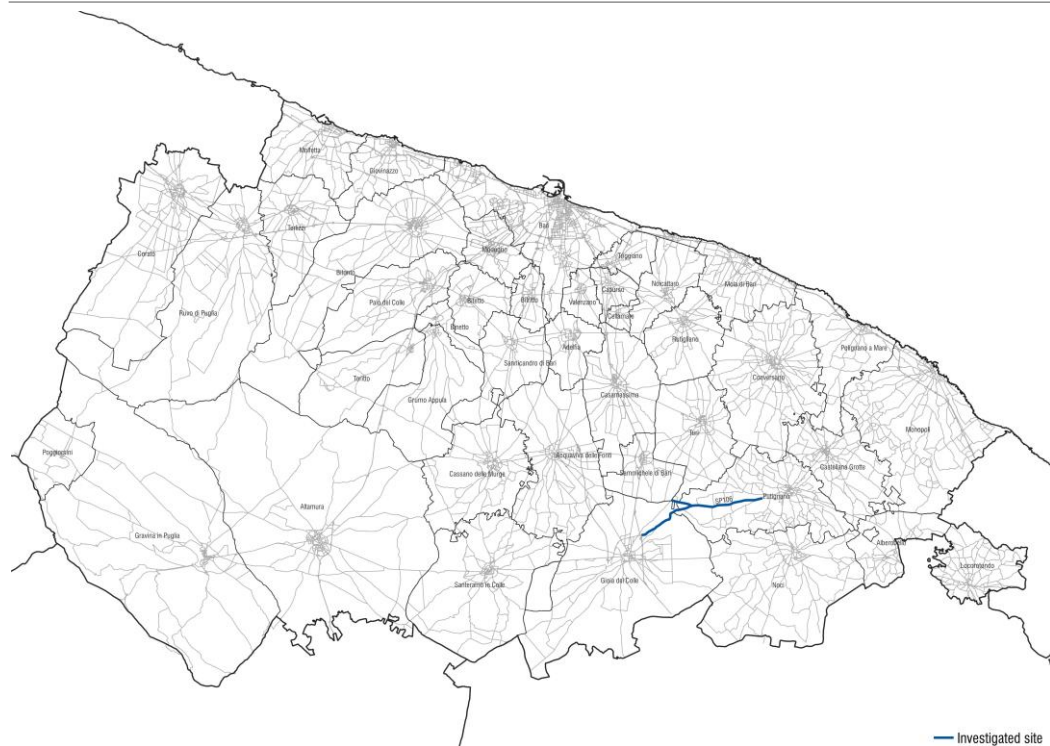 Molfetta
Giovinazzo
Terlizzi
Bari
Modugno
Corato
Triggiano
Bitonto
Noicattaro
Mola di Bari
Capurso
Palo del Colle
Bitetto
Bitritto
Valenzano
Ruvo di Puglia
Cellamare
Binetto
Rutigliano
Adelfia
Polignano a Mare
Sannicandro di Bari
Toritto
Conversano
Casamassima
Grumo Appula
Turi
Monopoli
Poggiorsini
Acquaviva delle Fonti
Sammichele di Bari
Castellana Grotte
Cassano delle Murge
Putignano
SP106
Altamura
Gravina in Puglia
Alberobello
Locorotondo
Gioia del Colle
Santeramo in Colle
Noci
Investigated site